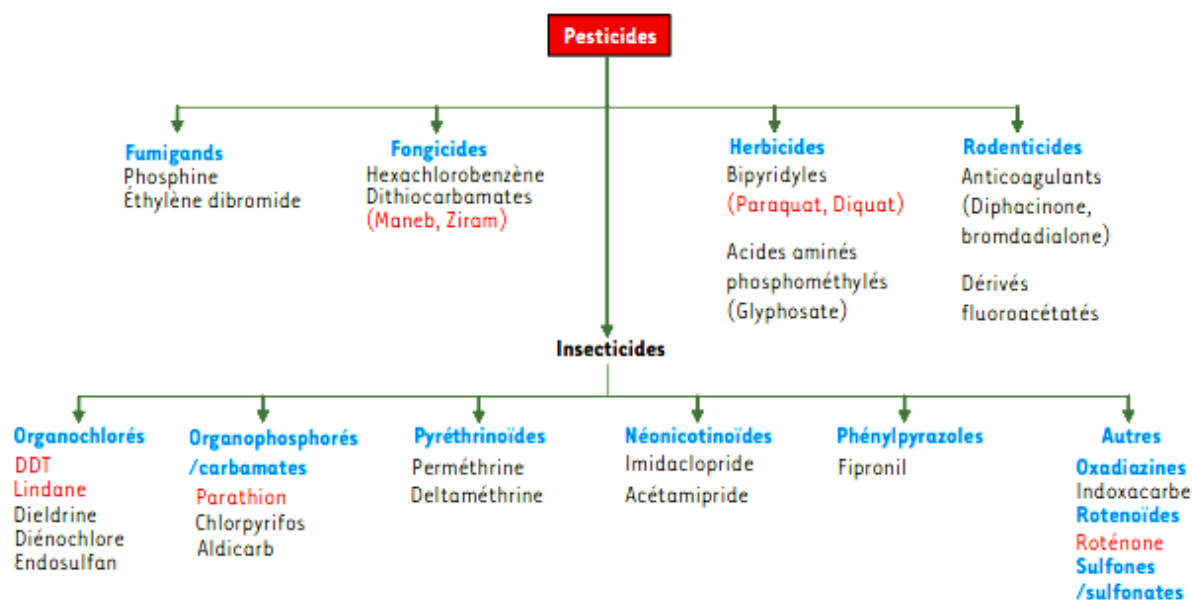 Pesticides
Fumigands
Phosphine
Éthylène dibromide
Fongicides
Hexachlorobenzène
Dithiocarbamates
(Maneb, Ziram)
Herbicides
Bipyridyles
(Paraquat, Diquat)
Acides aminés
phosphométhylés
(Glyphosate)
Rodenticides
Anticoagulants
(Diphacinone,
bromdadialone)
Dérivés
fluoroacétatés
Insecticides
Organochlorés
DDT
Lindane
Dieldrine
Diénochlore
Endosulfan
Organophosphorés
/carbamates
Parathion
Chlorpyrifos
Aldicarb
Pyréthrinoïdes
Perméthrine
Deltaméthrine
Néonicotinoïdes
Imidaclopride
Acétamipride
Phénylpyrazoles
Fipronil
Autres
Oxadiazines
Indoxacarbe
Rotenoïdes
Roténone
Sulfones
/sulfonates